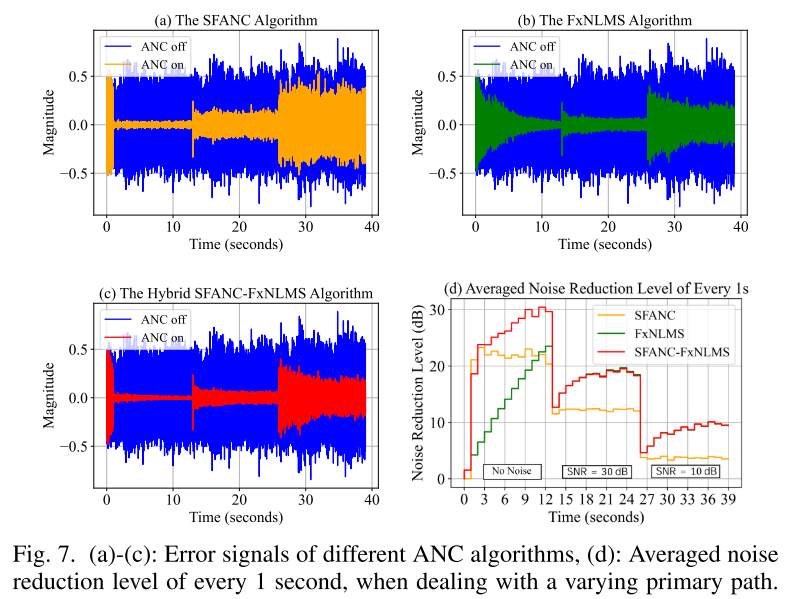 (a) The SFANC Algorithm
ANC off
ANC on
0.5
0.0
−0.5
Magnitude
0 10 20 30 40
Time (seconds)
(b) The FxNLMS Algorithm
ANC off
ANC on
0.5
0.0
−0.5
Magnitude
0 10 20 30 40
Time (seconds)
(c) The Hybrid SFANC-FxNLMS Algorithm
ANC off
ANC on
0.5
0.0
−0.5
Magnitude
0 10 20 30 40
Time (seconds)
(d) Averaged Noise Reduction Level of Every 1s
SFANC
FxNLMS
SFANC-FxNLMS
30
20
10
0
Noise Reduction Level (dB)
No Noise
SNR = 30 dB
SNR = 10 dB
0 3 6 9 12 15 18 21 24 27 30 33 36 39
Time (seconds)
Fig. 7. (a)-(c): Error signals of different ANC algorithms, (d): Averaged noise
reduction level of every 1 second, when dealing with a varying primary path.